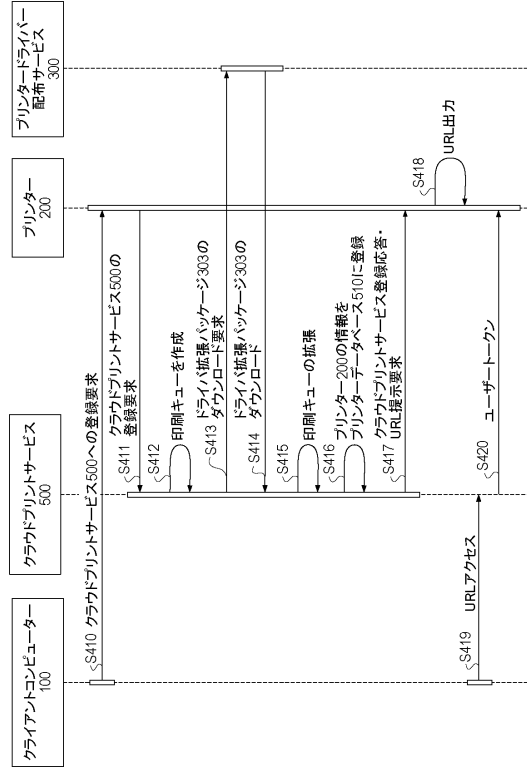 クライアントコンピューター
100
クラウドプリントサービス
500
プリンター
200
プリンタードライバー
配布サービス
300
S410
クラウドプリントサービス500への登録要求
S411
クラウドプリントサービス500の
登録要求
S412
印刷キューを作成
S413
ドライバ拡張パッケージ303の
ダウンロード要求
S414
ドライバ拡張パッケージ303の
ダウンロード
S415
印刷キューの拡張
S416
プリンター200の情報を
プリンターデータベース510に登録
S417
クラウドプリントサービス登録応答・
URL提示要求
S418
URL出力
S419
URLアクセス
S420
ユーザートークン